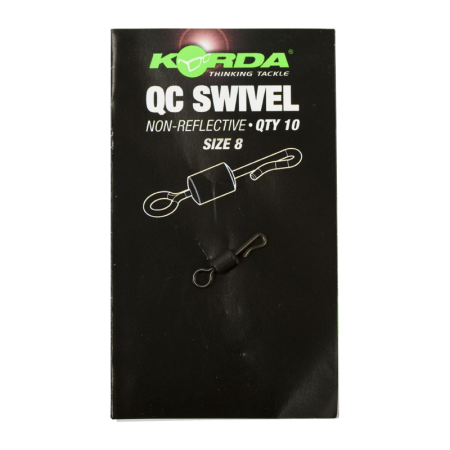 KORDA
THINKING TACKLE
QC SWIVEL
NON-REFLECTIVE • QTY 10
SIZE 8